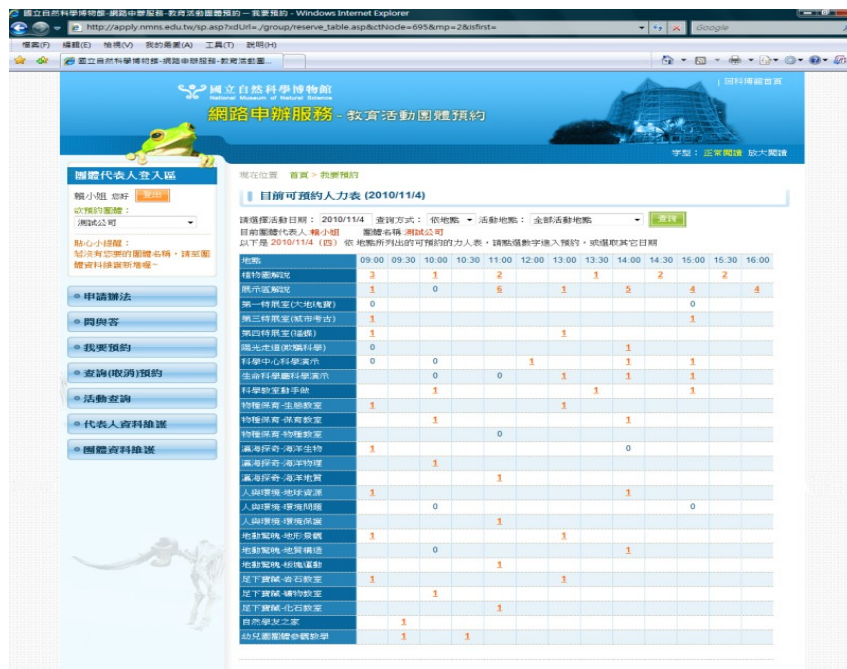 國立自然科學博物館-網路申辦服務-教育活動團體預約 - 我要預約 - Windows Internet Explorer
http://apply.nmns.edu.tw/sp.asp?xdUrl=./group/reserve_table.asp&ctNode=695&mp=2&isfirst=
Google
檔案(F) 編輯(E) 檢視(V) 我的最愛(A) 工具(T) 說明(H)
國立自然科學博物館-網路申辦服務-教育活動團...
國立自然科學博物館
National Museum of Natural Science
| 回科博館首頁
網路申辦服務 - 教育活動團體預約
字型： 正常閱讀 放大閱讀
團體代表人登入區
賴小姐 您好 登出
欲預約團體：
測試公司
貼心小提醒：
若沒有您要的團體名稱，請至團
體資料維護新增喔~
申請辦法
問與答
我要預約
查詢(取消)預約
活動查詢
代表人資料維護
團體資料維護
現在位置 首頁 > 我要預約
目前可預約人力表 (2010/11/4)
請選擇活動日期： 2010/11/4 查詢方式： 依地點 活動地點： 全部活動地點 查詢
目前團體代表人 賴小姐 團體名稱 測試公司
以下是 2010/11/4 (四) 依 地點所列出的可預約的力人表，請點選數字進入預約，或選取其它日期
地點 09:00 09:30 10:00 10:30 11:00 12:00 13:00 13:30 14:00 14:30 15:00 15:30 16:00
植物園解說 3 1 2 1 2 2
展示區解說 1 0 6 1 5 4 4
第一特展室(大地瑰寶) 0 0
第三特展室(城市考古) 1 1
第四特展室() 1 1
陽光走道(欺騙科學) 0 1
科學中心科學演示 0 0 1 1 1
生命科學廳科學演示 0 0 1 1 1
科學教室動手做 1 1 1
物種保育-生態教室 1 1
物種保育-保育教室 1 1
物種保育-物種教室 0
瀛海探奇-海洋生物 1 0
瀛海探奇-海洋物理 1
瀛海探奇-海洋地質 1
人與環境-地球資源 1 1
人與環境-環境問題 0 0
人與環境-環境保護 1
地動驚魂-地形景觀 1 1
地動驚魂-地質構造 0 1
地動驚魂-板塊運動 1
足下寶藏-岩石教室 1 1
足下寶藏-礦物教室 1
足下寶藏-化石教室 1
自然學友之家 1
幼兒園團體參觀教學 1 1